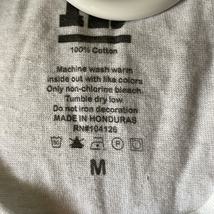 100% Cotton
Machine wash warm
inside out with like colors
Only non-chlorine bleach.
Tumble dry low
Do not iron decoration
MADE IN HONDURAS
RN#104126
M